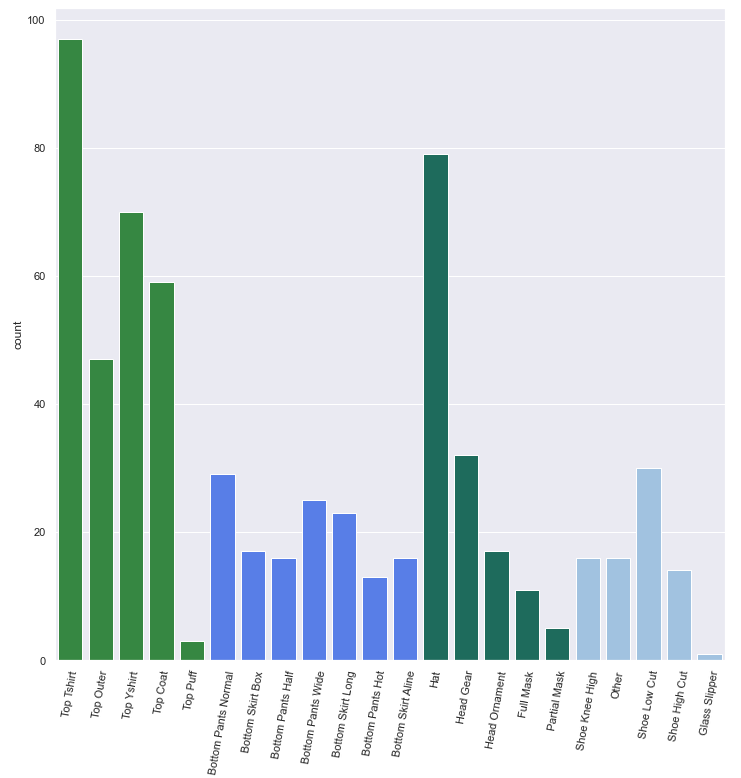 100
80
60
40
20
0
count
Top Tshirt
Top Outer
Top Yshirt
Top Coat
Top Puff
Bottom Pants Normal
Bottom Skirt Box
Bottom Pants Half
Bottom Pants Wide
Bottom Skirt Long
Bottom Pants Hot
Bottom Skirt Aline
Hat
Head Gear
Head Ornament
Full Mask
Partial Mask
Shoe Knee High
Other
Shoe Low Cut
Shoe High Cut
Glass Slipper